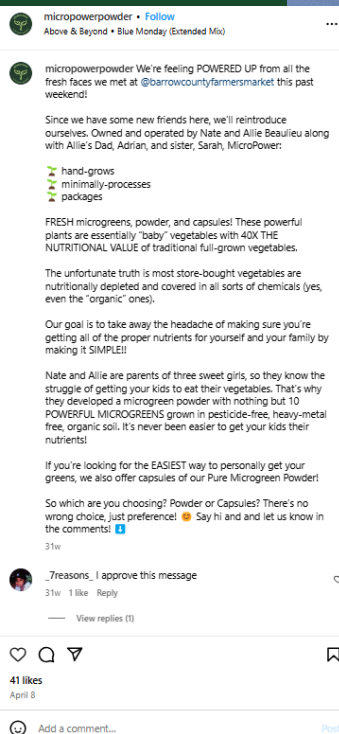 micropowerpowder • Follow
Above & Beyond • Blue Monday (Extended Mix)
micropowerpowder We're feeling POWERED UP from all the
fresh faces we met at @barrowcountyfarmersmarket this past
weekend!
Since we have some new friends here, we'll reintroduce
ourselves. Owned and operated by Nate and Allie Beaulieu along
with Allie's Dad, Adrian, and sister, Sarah, MicroPower:
🌱 hand-grows
🌱 minimally-processes
🌱 packages
FRESH microgreens, powder, and capsules! These powerful
plants are essentially "baby" vegetables with 40X THE
NUTRITIONAL VALUE of traditional full-grown vegetables.
The unfortunate truth is most store-bought vegetables are
nutritionally depleted and covered in all sorts of chemicals (yes,
even the "organic" ones).
Our goal is to take away the headache of making sure you're
getting all of the proper nutrients for yourself and your family by
making it SIMPLE!!
Nate and Allie are parents of three sweet girls, so they know the
struggle of getting your kids to eat their vegetables. That's why
they developed a microgreen powder with nothing but 10
POWERFUL MICROGREENS grown in pesticide-free, heavy-metal
free, organic soil. It's never been easier to get your kids their
nutrients!
If you're looking for the EASIEST way to personally get your
greens, we also offer capsules of our Pure Microgreen Powder!
So which are you choosing? Powder or Capsules? There's no
wrong choice, just preference! 😊 Say hi and and let us know in
the comments! ⬇️
31w
_7reasons_ I approve this message
31w 1 like Reply
View replies (1)
41 likes
April 8
Add a comment...
Post